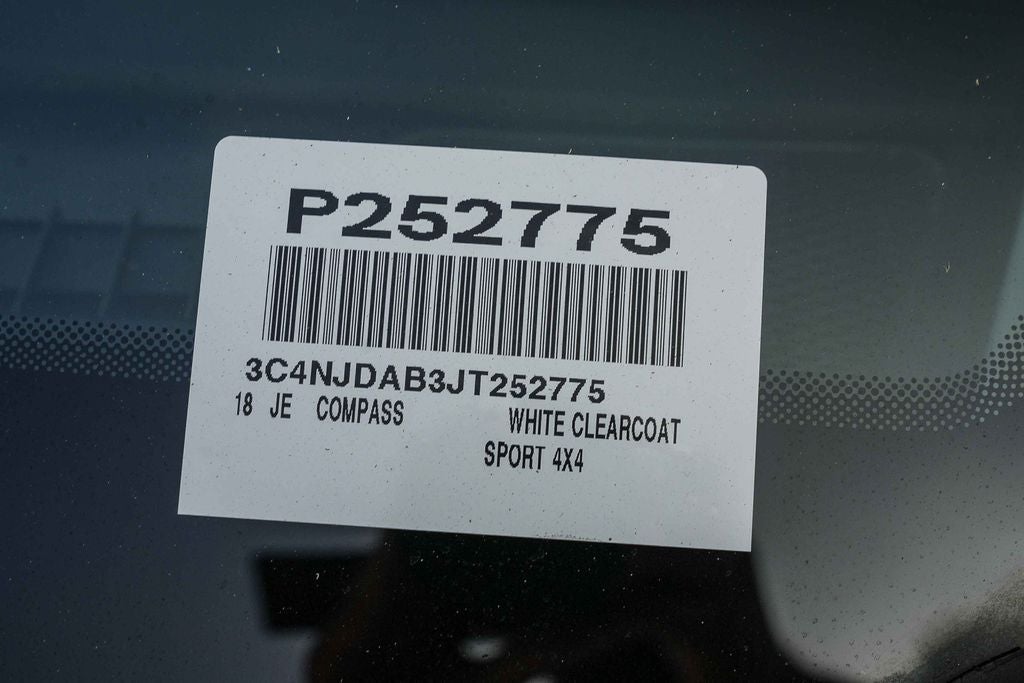 P252775
3C4NJDAB3JT252775
18 JE COMPASS WHITE CLEARCOAT
SPORT 4X4